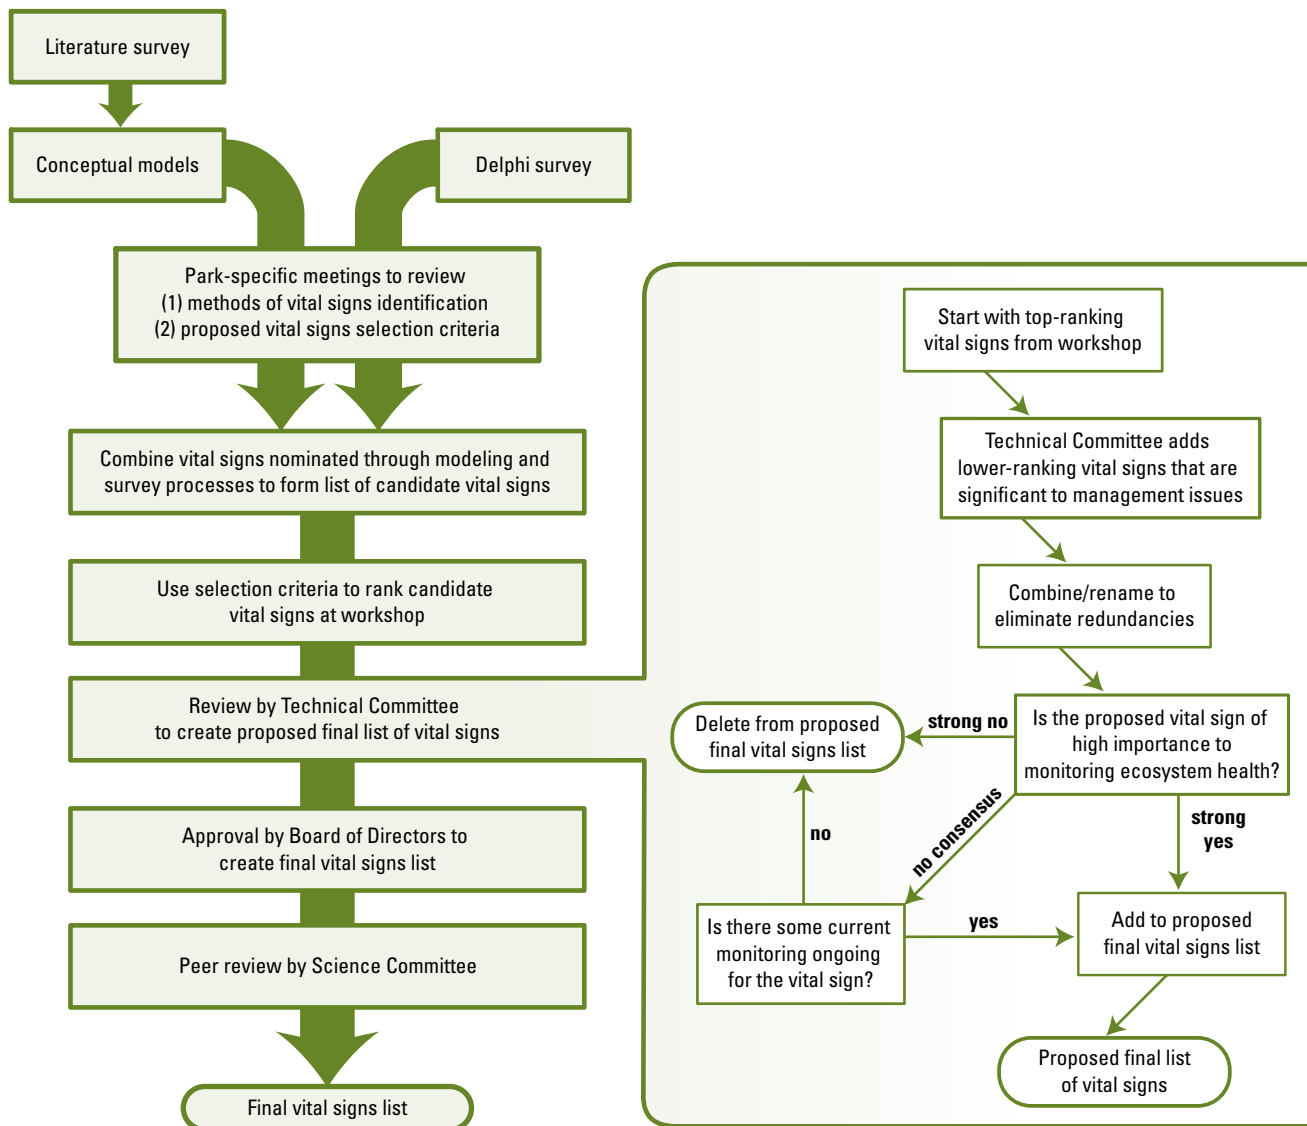 Literature survey
Conceptual models
Delphi survey
Park-specific meetings to review
(1) methods of vital signs identification
(2) proposed vital signs selection criteria
Combine vital signs nominated through modeling and
survey processes to form list of candidate vital signs
Use selection criteria to rank candidate
vital signs at workshop
Review by Technical Committee
to create proposed final list of vital signs
Approval by Board of Directors to
create final vital signs list
Peer review by Science Committee
Final vital signs list
Start with top-ranking
vital signs from workshop
Technical Committee adds
lower-ranking vital signs that are
significant to management issues
Combine/rename to
eliminate redundancies
Is the proposed vital sign of
high importance to
monitoring ecosystem health?
strong no
Delete from proposed
final vital signs list
no consensus
strong
yes
no
Is there some current
monitoring ongoing
for the vital sign?
yes
Add to proposed
final vital signs list
Proposed final list
of vital signs